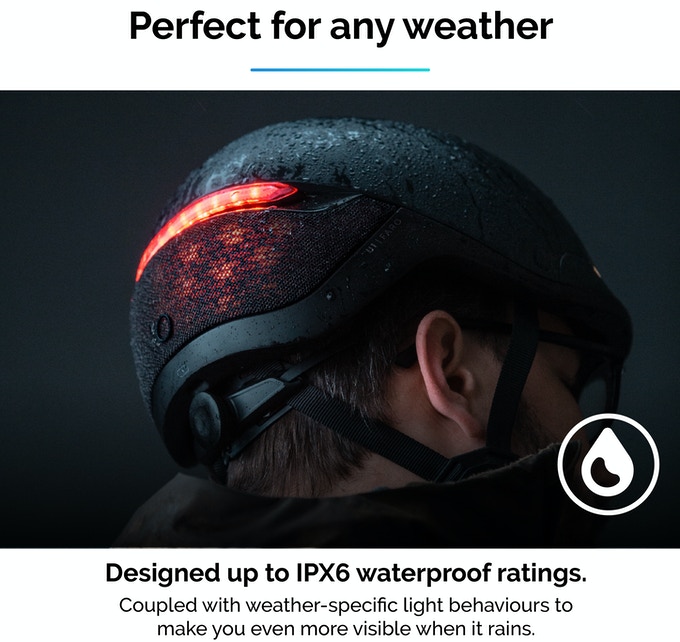 Perfect for any weather
Designed up to IPX6 waterproof ratings.
Coupled with weather-specific light behaviours to
make you even more visible when it rains.